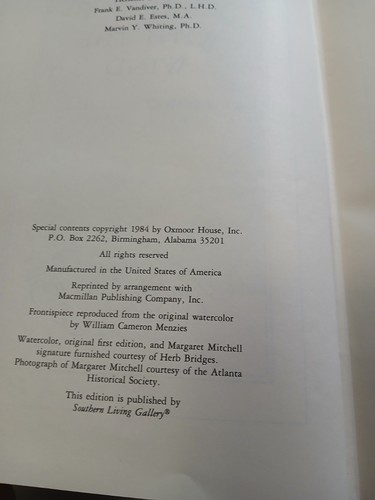 Frank E. Vandiver, Ph.D., L.H.D.
David E. Estes, M.A.
Marvin Y. Whiting, Ph.D.
Special contents copyright 1984 by Oxmoor House, Inc.
P.O. Box 2262, Birmingham, Alabama 35201
All rights reserved
Manufactured in the United States of America
Reprinted by arrangement with
Macmillan Publishing Company, Inc.
Frontispiece reproduced from the original watercolor
by William Cameron Menzies
Watercolor, original first edition, and Margaret Mitchell
signature furnished courtesy of Herb Bridges.
Photograph of Margaret Mitchell courtesy of the Atlanta
Historical Society.
This edition is published by
Southern Living Gallery®